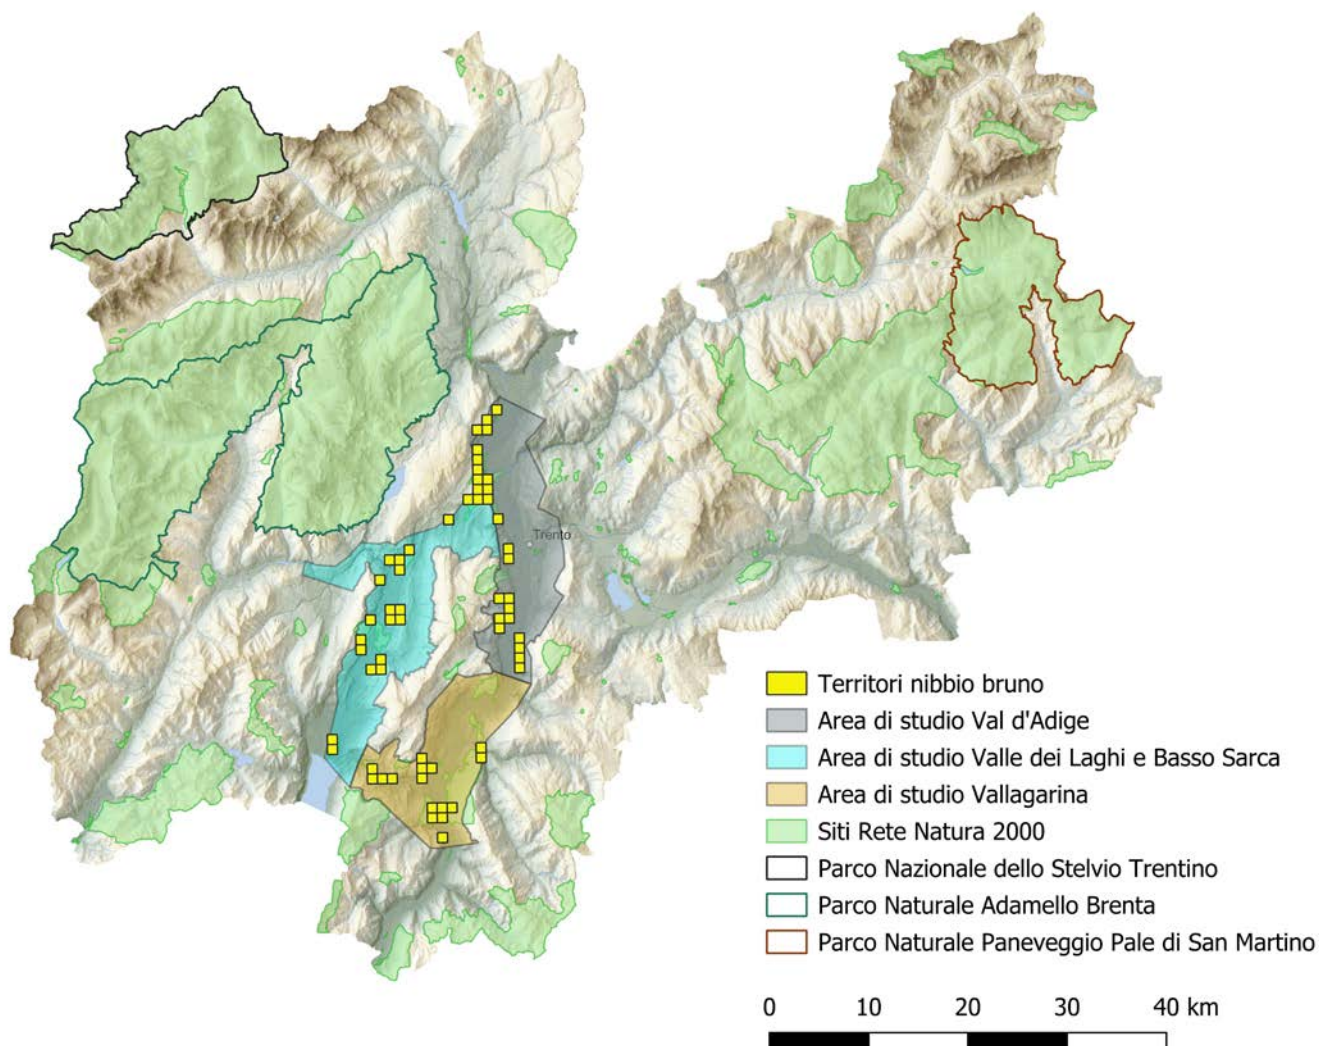 Trento
Territori nibbio bruno
Area di studio Val d'Adige
Area di studio Valle dei Laghi e Basso Sarca
Area di studio Vallagarina
Siti Rete Natura 2000
Parco Nazionale dello Stelvio Trentino
Parco Naturale Adamello Brenta
Parco Naturale Paneveggio Pale di San Martino
0 10 20 30 40 km